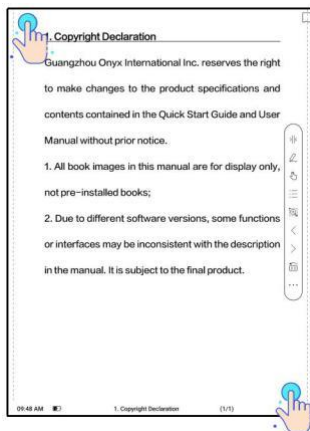 1. Copyright Declaration
Guangzhou Onyx International Inc. reserves the right
to make changes to the product specifications and
contents contained in the Quick Start Guide and User
Manual without prior notice.
1. All book images in this manual are for display only,
not pre-installed books;
2. Due to different software versions, some functions
or interfaces may be inconsistent with the description
in the manual. It is subject to the final product.
09:48 AM 1. Copyright Declaration (1/1)